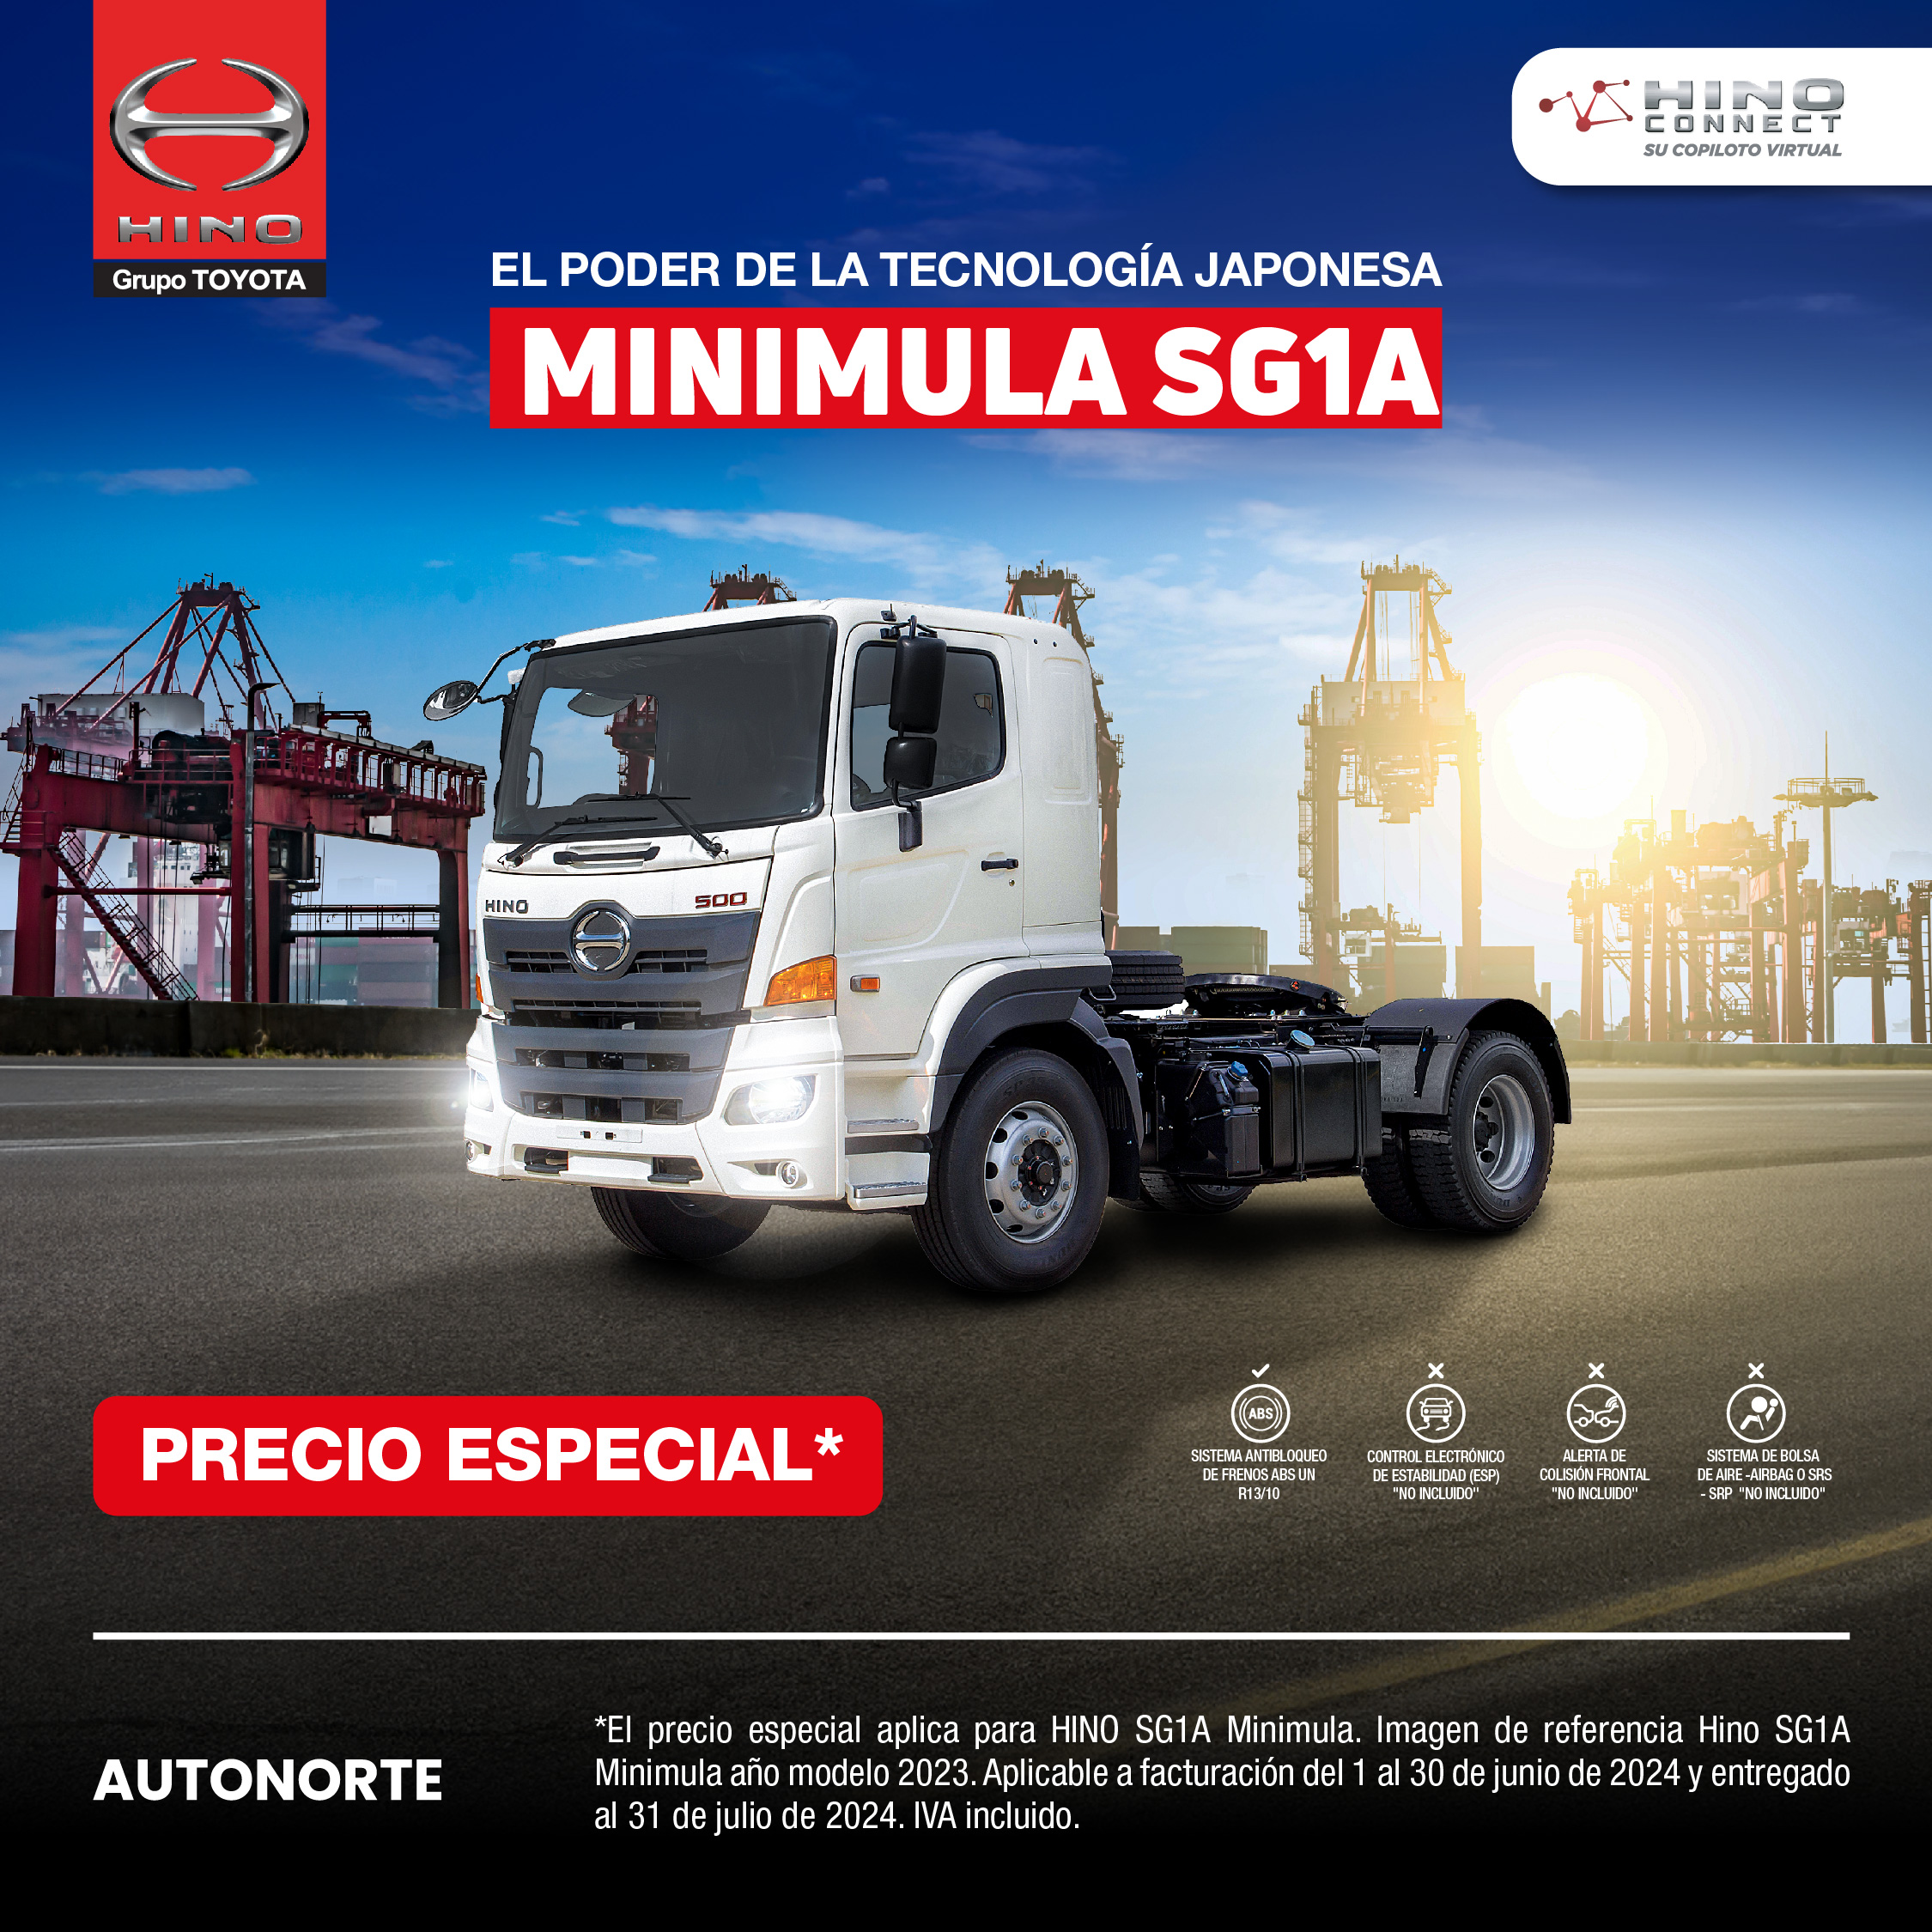 HINO
Grupo TOYOTA
HINO
CONNECT
SU COPILOTO VIRTUAL
EL PODER DE LA TECNOLOGÍA JAPONESA
MINIMULA SG1A
HINO
500
PRECIO ESPECIAL*
ABS
SISTEMA ANTIBLOQUEO
DE FRENOS ABS UN
R13/10
CONTROL ELECTRÓNICO
DE ESTABILIDAD (ESP)
"NO INCLUIDO"
ALERTA DE
COLISIÓN FRONTAL
"NO INCLUIDO"
SISTEMA DE BOLSA
DE AIRE -AIRBAG O SRS
- SRP "NO INCLUIDO"
AUTONORTE
*El precio especial aplica para HINO SG1A Minimula. Imagen de referencia Hino SG1A
Minimula año modelo 2023. Aplicable a facturación del 1 al 30 de junio de 2024 y entregado
al 31 de julio de 2024. IVA incluido.